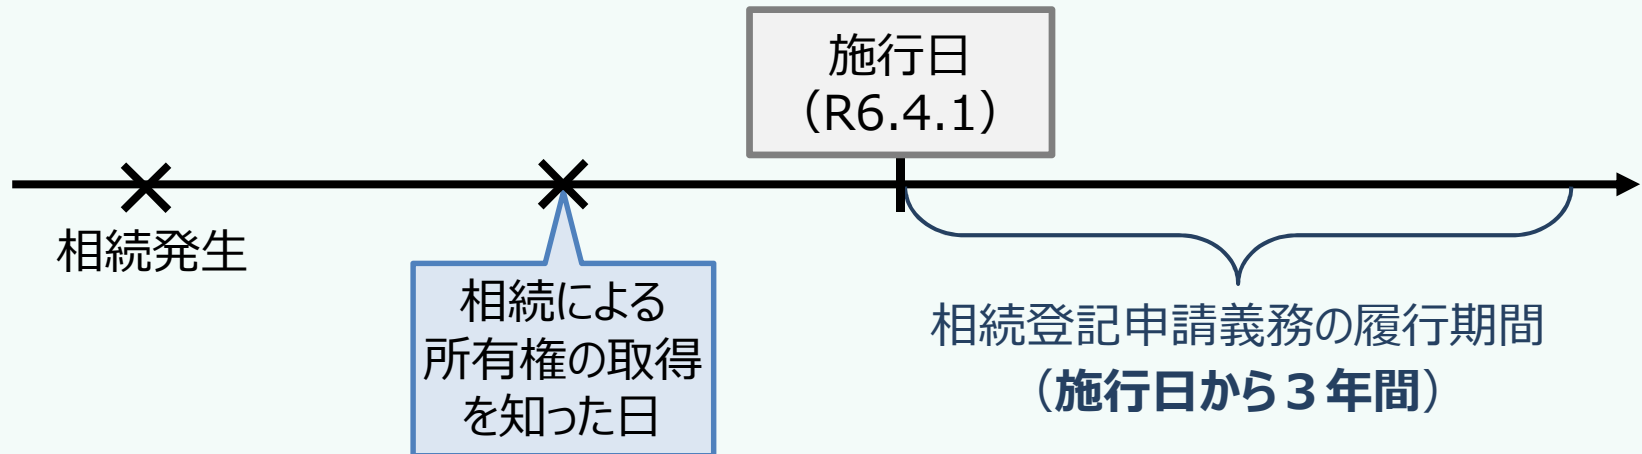 施行日
（R6.4.1）
相続発生
相続による
所有権の取得
を知った日
相続登記申請義務の履行期間
（施行日から３年間）